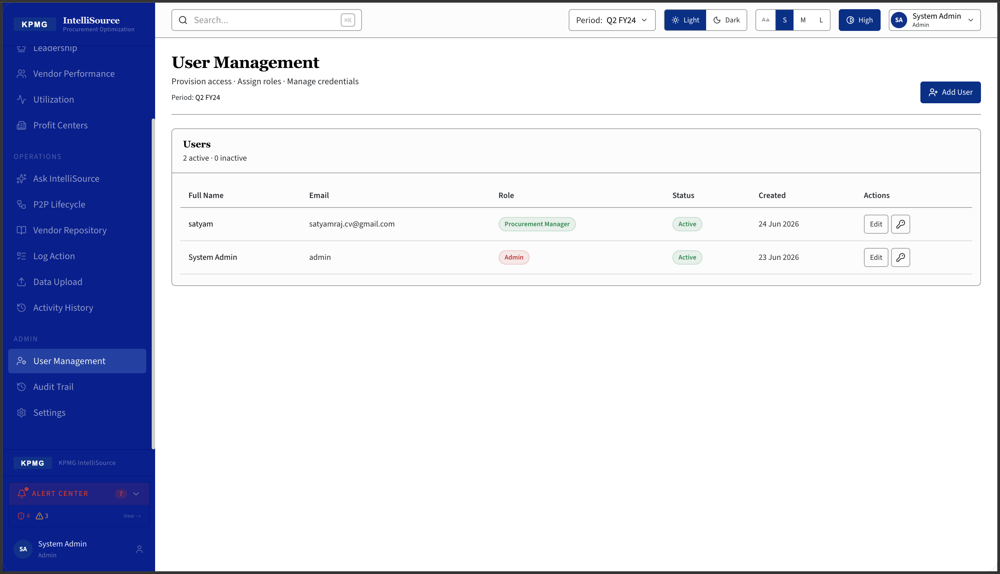 KPMG
IntelliSource
Procurement Optimization
Leadership
Vendor Performance
Utilization
Profit Centers
OPERATIONS
Ask IntelliSource
P2P Lifecycle
Vendor Repository
Log Action
Data Upload
Activity History
ADMIN
User Management
Audit Trail
Settings
KPMG KPMG IntelliSource
ALERT CENTER 7
4 3 View →
SA System Admin
Admin
Search... ⌘K
Period: Q2 FY24
Light Dark
AA S M L
High
SA System Admin
Admin
User Management
Provision access · Assign roles · Manage credentials
Period: Q2 FY24
Add User
Users
2 active · 0 inactive
Full Name Email Role Status Created Actions
satyam satyamraj.cv@gmail.com Procurement Manager Active 24 Jun 2026 Edit
System Admin admin Admin Active 23 Jun 2026 Edit